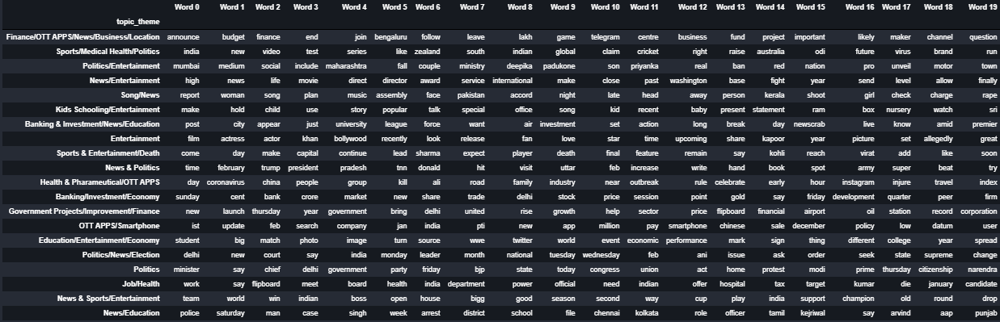 Word 0 Word 1 Word 2 Word 3 Word 4 Word 5 Word 6 Word 7 Word 8 Word 9 Word 10 Word 11 Word 12 Word 13 Word 14 Word 15 Word 16 Word 17 Word 18 Word 19
topic_theme
Finance/OTT APPS/News/Business/Location announce budget finance end join bengaluru follow leave lakh game telegram centre business fund project important likely maker channel question
Sports/Medical Health/Politics india new video test series like zealand south indian global claim cricket right raise australia odi future virus brand run
Politics/Entertainment mumbai medium social include maharashtra fall couple ministry deepika padukone son priyanka real ban red nation pro unveil motor town
News/Entertainment high news life movie direct director award service international make close past washington base fight year send level allow finally
Song/News report woman song plan music assembly face pakistan accord night late head away person kerala shoot girl check charge rape
Kids Schooling/Entertainment make hold child use story popular talk special office song kid recent baby present statement ram box nursery watch sri
Banking & Investment/News/Education post city appear just university league force want air investment set action long break day newscrab live know amid premier
Entertainment film actress actor khan bollywood recently look release fan love star time upcoming share kapoor year picture set allegedly great
Sports & Entertainment/Death come day make capital continue lead sharma expect player death final feature remain say kohli reach virat add like soon
News & Politics time february trump president pradesh tnn donald hit visit uttar feb increase write hand book spot army super beat try
Health & Pharameutical/OTT APPS day coronavirus china people group kill ali road family industry near outbreak rule celebrate early hour instagram injure travel index
Banking/Investment/Economy sunday cent bank crore market new share trade delhi stock price session point gold say friday development quarter peer firm
Government Projects/Improvement/Finance new launch thursday year government bring delhi united rise growth help sector price flipboard financial airport oil station record corporation
OTT APPS/Smartphone ist update feb search company jan india pti new app million pay smartphone chinese sale december policy low datum user
Education/Entertainment/Economy student big match photo image turn source wwe twitter world event economic performance mark sign thing different college year spread
Politics/News/Election delhi new court say india monday leader month national tuesday wednesday feb ani issue ask order seek state supreme change
Politics minister say chief delhi government party friday bjp state today congress union act home protest modi prime thursday citizenship narendra
Job/Health work say flipboard meet board health india department power official need indian offer hospital tax target kumar die january candidate
News & Sports/Entertainment team world win indian boss open house bigg good season second way cup play india support champion old round drop
News/Education police saturday man case singh week arrest district school file chennai kolkata role officer tamil kejriwal say arvind aap punjab